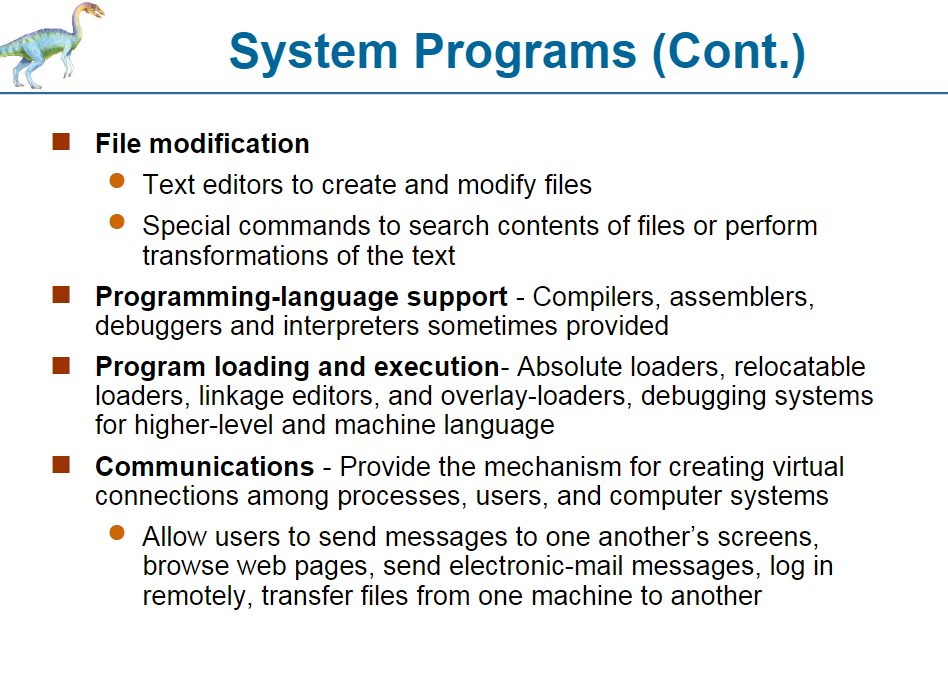 System Programs (Cont.)
File modification
Text editors to create and modify files
Special commands to search contents of files or perform
transformations of the text
Programming-language support - Compilers, assemblers,
debuggers and interpreters sometimes provided
Program loading and execution- Absolute loaders, relocatable
loaders, linkage editors, and overlay-loaders, debugging systems
for higher-level and machine language
Communications - Provide the mechanism for creating virtual
connections among processes, users, and computer systems
Allow users to send messages to one another’s screens,
browse web pages, send electronic-mail messages, log in
remotely, transfer files from one machine to another